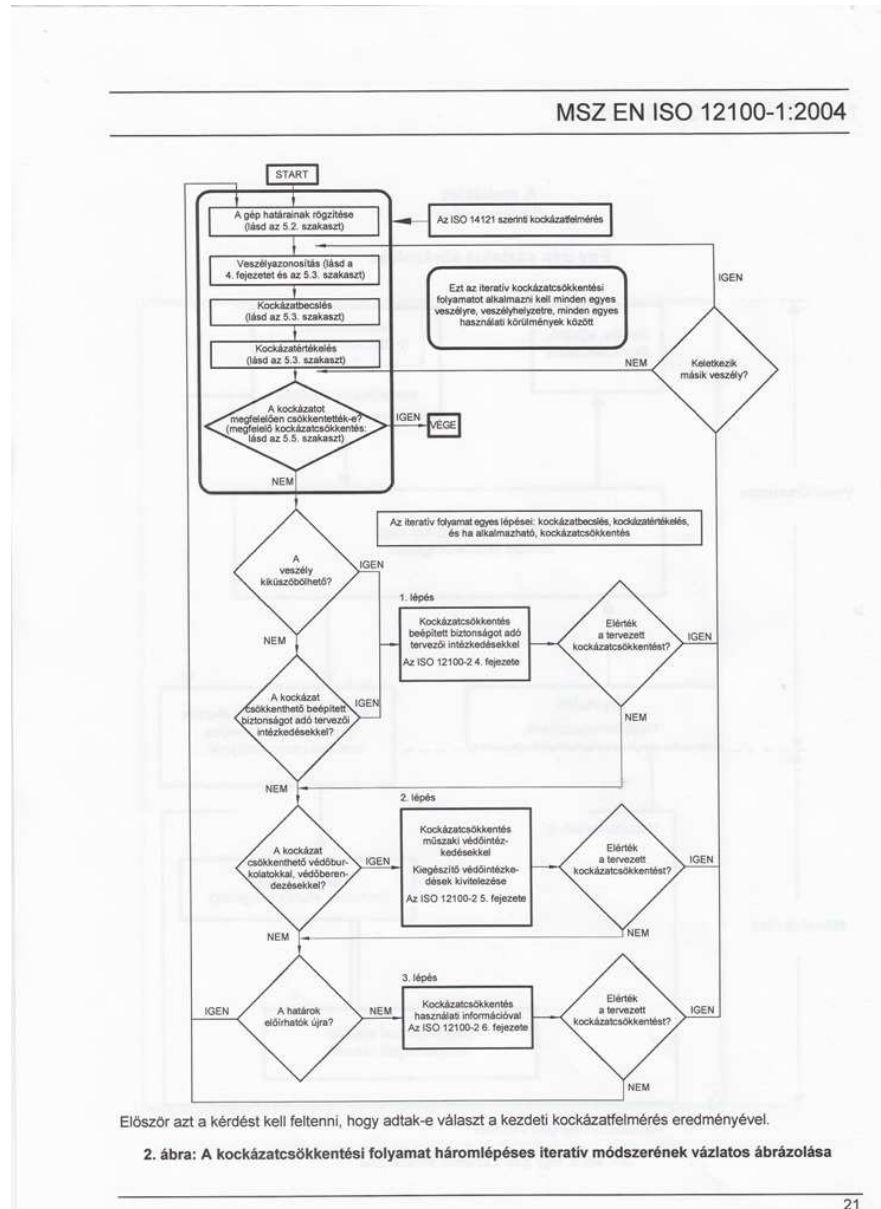 MSZ EN ISO 12100-1:2004
START
A gép határainak rögzítése
(lásd az 5.2. szakaszt)
Az ISO 14121 szerinti kockázatfelmérés
Veszélyazonosítás (lásd a
4. fejezetet és az 5.3. szakaszt)
Ezt az iteratív kockázatcsökkentési
folyamatot alkalmazni kell minden egyes
veszélyre, veszélyhelyzetre, minden egyes
használati körülmények között
IGEN
Kockázatbecslés
(lásd az 5.3. szakaszt)
Kockázatértékelés
(lásd az 5.3. szakaszt)
NEM
Keletkezik
másik veszély?
A kockázatot
megfelelően csökkentették-e?
(megfelelő kockázatcsökkentés:
lásd az 5.5. szakaszt)
IGEN
VÉGE
NEM
Az iteratív folyamat egyes lépései: kockázatbecslés, kockázatértékelés,
és ha alkalmazható, kockázatcsökkentés
A
veszély
kiküszöbölhető?
IGEN
NEM
1. lépés
Kockázatcsökkentés
beépített biztonságot adó
tervezői intézkedésekkel
Az ISO 12100-2 4. fejezete
Elérték
a tervezett
kockázatcsökkentést?
IGEN
NEM
A kockázat
csökkenthető beépített
biztonságot adó tervezői
intézkedésekkel?
IGEN
NEM
2. lépés
A kockázat
csökkenthető védőbur-
kolatokkal, védőberen-
dezésekkel?
IGEN
Kockázatcsökkentés
műszaki védőintéz-
kedésekkel
Kiegészítő védőintézke-
dések kivitelezése
Az ISO 12100-2 5. fejezete
Elérték
a tervezett
kockázatcsökkentést?
IGEN
NEM
NEM
3. lépés
IGEN
A határok
előírhatók újra?
NEM
Kockázatcsökkentés
használati információval
Az ISO 12100-2 6. fejezete
Elérték
a tervezett
kockázatcsökkentést?
IGEN
NEM
Először azt a kérdést kell feltenni, hogy adtak-e választ a kezdeti kockázatfelmérés eredményével.
2. ábra: A kockázatcsökkentési folyamat háromlépéses iteratív módszerének vázlatos ábrázolása
21